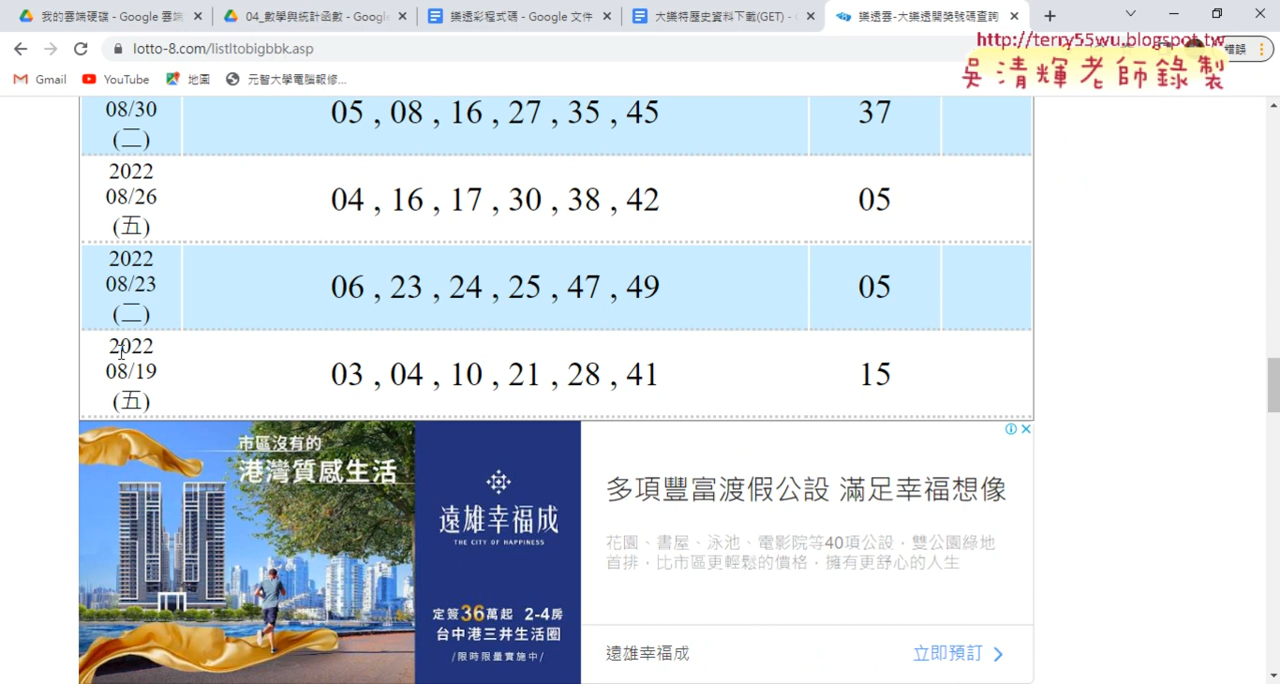 我的雲端硬碟 - Google 雲端
04_數學與統計函數 - Google
樂透彩程式碼 - Google 文件
大樂特歷史資料下載(GET) -
樂透雲-大樂透開獎號碼查詢
lotto-8.com/listltobigbbk.asp
http://terry55wu.blogspot.tw
吳清輝老師錄製
Gmail
YouTube
地圖
元智大學電腦報修...
08/30
(二)
05 , 08 , 16 , 27 , 35 , 45
37
2022
08/26
(五)
04 , 16 , 17 , 30 , 38 , 42
05
2022
08/23
(二)
06 , 23 , 24 , 25 , 47 , 49
05
2022
08/19
(五)
03 , 04 , 10 , 21 , 28 , 41
15
市區沒有的
港灣質感生活
遠雄幸福成
THE CITY OF HAPPINESS
定簽36萬起 2-4房
台中港三井生活圈
/限時限量實施中/
多項豐富渡假公設 滿足幸福想像
花園、書屋、泳池、電影院等40項公設，雙公園綠地
首排，比市區更輕鬆的價格，擁有更舒心的人生
遠雄幸福成
立即預訂